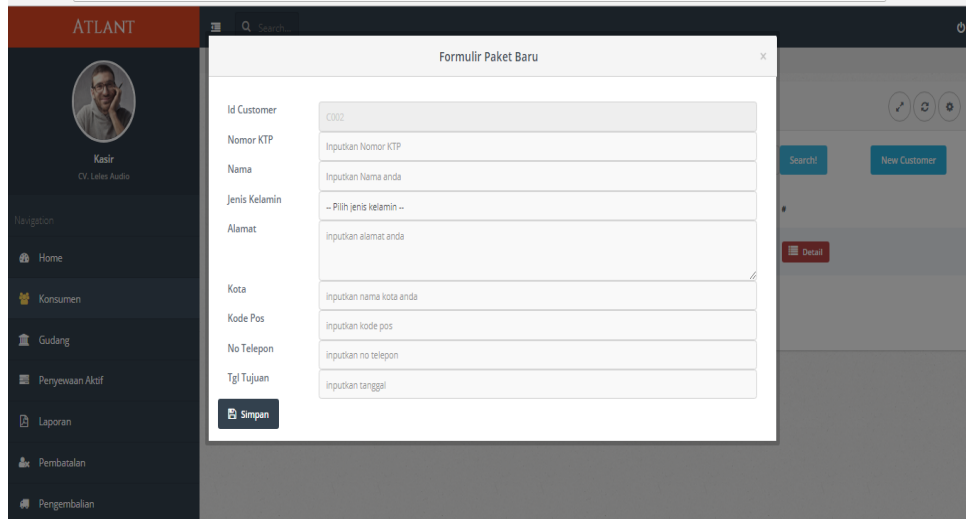 ATLANT
Search...
Kasir
CV. Leles Audio
Navigation
Home
Konsumen
Gudang
Penyewaan Aktif
Laporan
Pembatalan
Pengembalian
Formulir Paket Baru
x
Id Customer
C002
Nomor KTP
Inputkan Nomor KTP
Nama
Inputkan Nama anda
Jenis Kelamin
-- Pilih jenis kelamin --
Alamat
inputkan alamat anda
Kota
inputkan nama kota anda
Kode Pos
inputkan kode pos
No Telepon
inputkan no telepon
Tgl Tujuan
inputkan tanggal
Simpan
Search!
New Customer
#
Detail